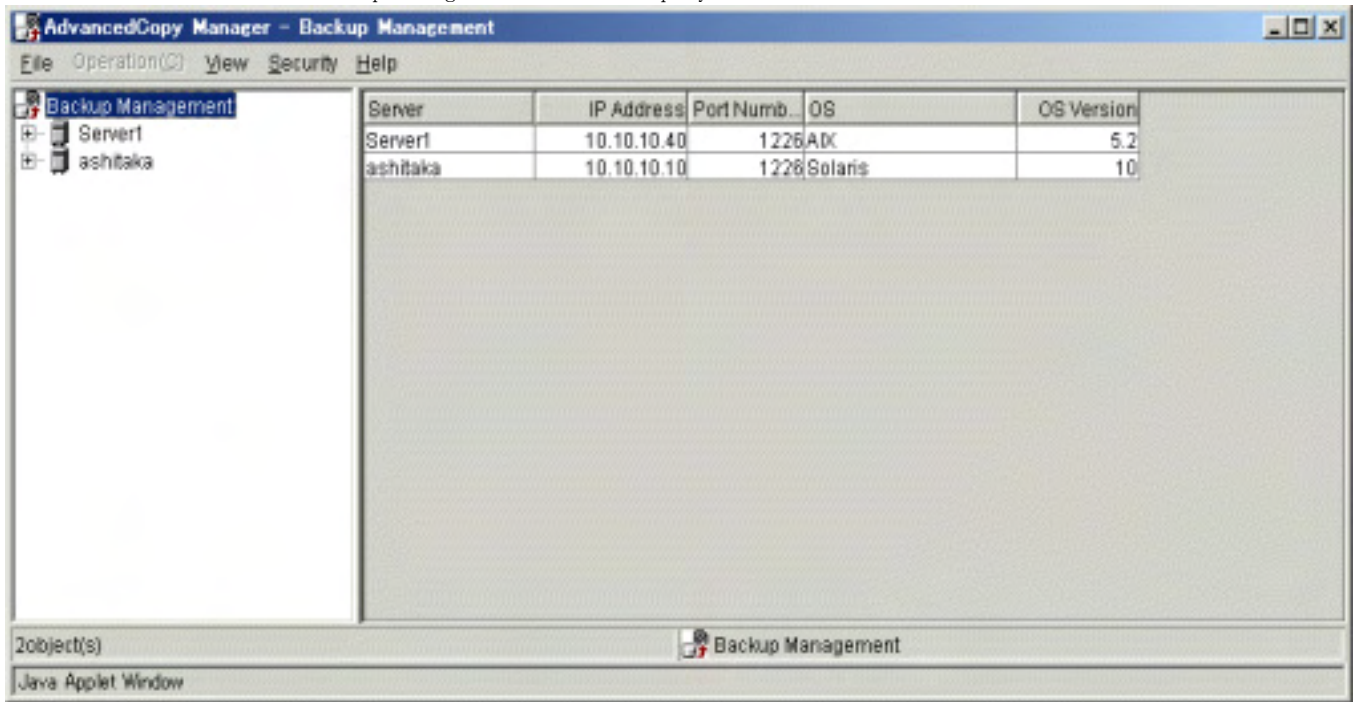 AdvancedCopy Manager - Backup Management
File Operation(O) View Security Help
Backup Management
Server1
ashitaka
Server IP Address Port Numb... OS OS Version
Server1 10.10.10.40 1226 AIX 5.2
ashitaka 10.10.10.10 1226 Solaris 10
2object(s) Backup Management
Java Applet Window